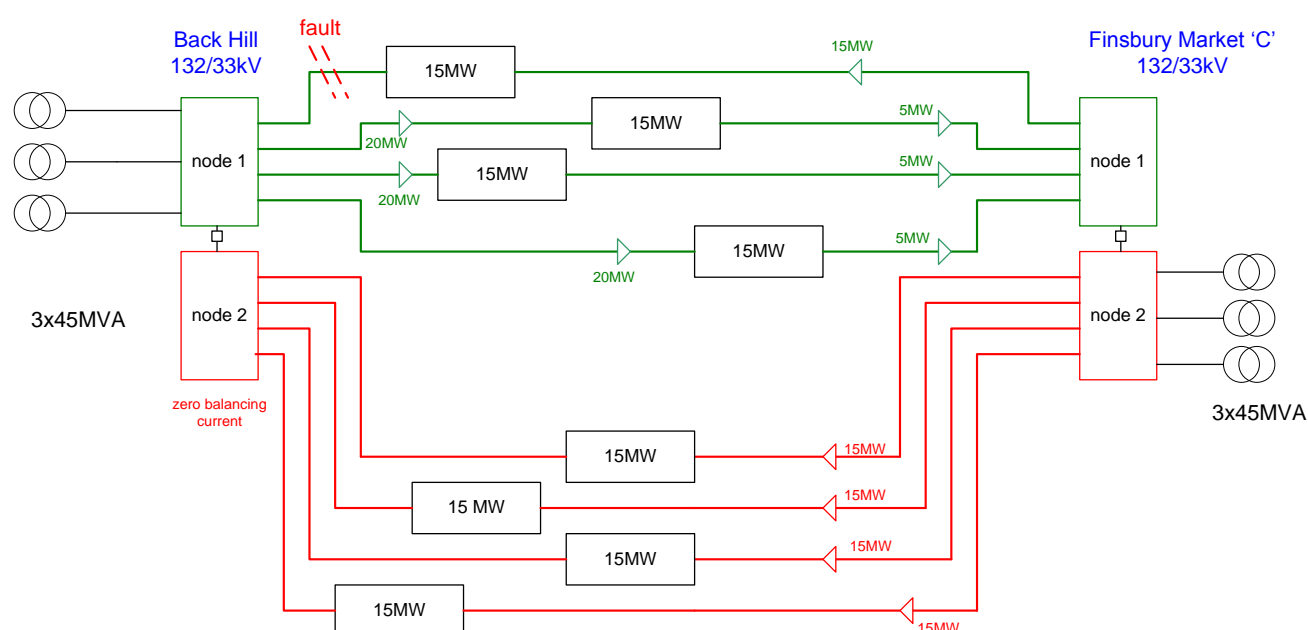 fault
Back Hill
132/33kV
Finsbury Market ‘C’
132/33kV
15MW
15MW
node 1
20MW
15MW
5MW
node 1
20MW
15MW
5MW
20MW
15MW
5MW
3x45MVA
node 2
node 2
zero balancing
current
3x45MVA
15MW
15MW
15 MW
15MW
15MW
15MW
15MW
15MW